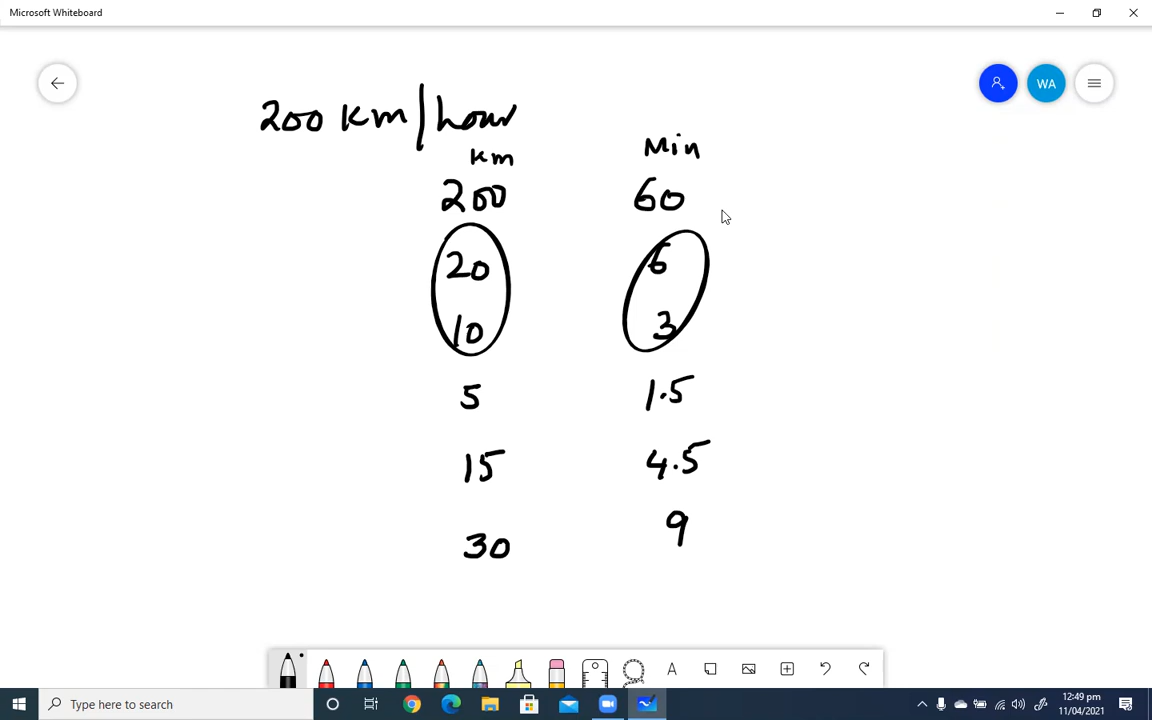 Microsoft Whiteboard
WA
200 km/hour
km Min
200 60
20 6
10 3
5 1.5
15 4.5
30 9
A
Type here to search
12:49 pm
11/04/2021